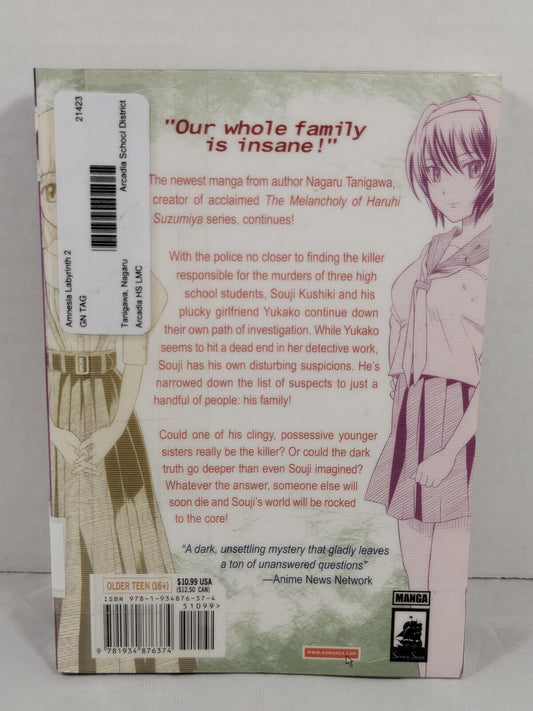 21423
Arcadia School District
Amnesia Labyrinth 2
GN TAG
Tanigawa, Nagaru
Arcadia HS LMC
"Our whole family
is insane!"
The newest manga from author Nagaru Tanigawa,
creator of acclaimed The Melancholy of Haruhi
Suzumiya series, continues!
With the police no closer to finding the killer
responsible for the murders of three high
school students, Souji Kushiki and his
plucky girlfriend Yukako continue down
their own path of investigation. While Yukako
seems to hit a dead end in her detective work,
Souji has his own disturbing suspicions. He's
narrowed down the list of suspects to just a
handful of people: his family!
Could one of his clingy, possessive younger
sisters really be the killer? Or could the dark
truth go deeper than even Souji imagined?
Whatever the answer, someone else will
soon die and Souji's world will be rocked
to the core!
"A dark, unsettling mystery that gladly leaves
a ton of unanswered questions"
—Anime News Network
OLDER TEEN (16+)
$10.99 USA
($12.50 CAN)
ISBN 978-1-934876-37-4
51099>
9 781934 876374
MANGA
Seven Seas
www.gomanga.com